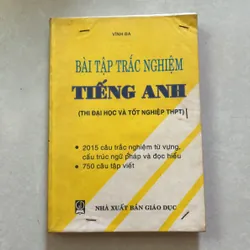 VĨNH BÁ
BÀI TẬP TRẮC NGHIỆM
TIẾNG ANH
(THI ĐẠI HỌC VÀ TỐT NGHIỆP THPT)
• 2015 câu trắc nghiệm từ vựng,
cấu trúc ngữ pháp và đọc hiểu
• 750 câu tập viết
NHÀ XUẤT BẢN GIÁO DỤC